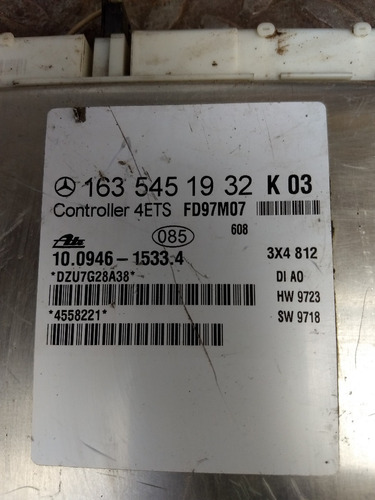 163 545 19 32 K 03
Controller 4ETS FD97M07
Ate 085 608
10.0946-1533.4 3X4 812
*DZU7G28A38* DI AO
HW 9723
*4558221* SW 9718